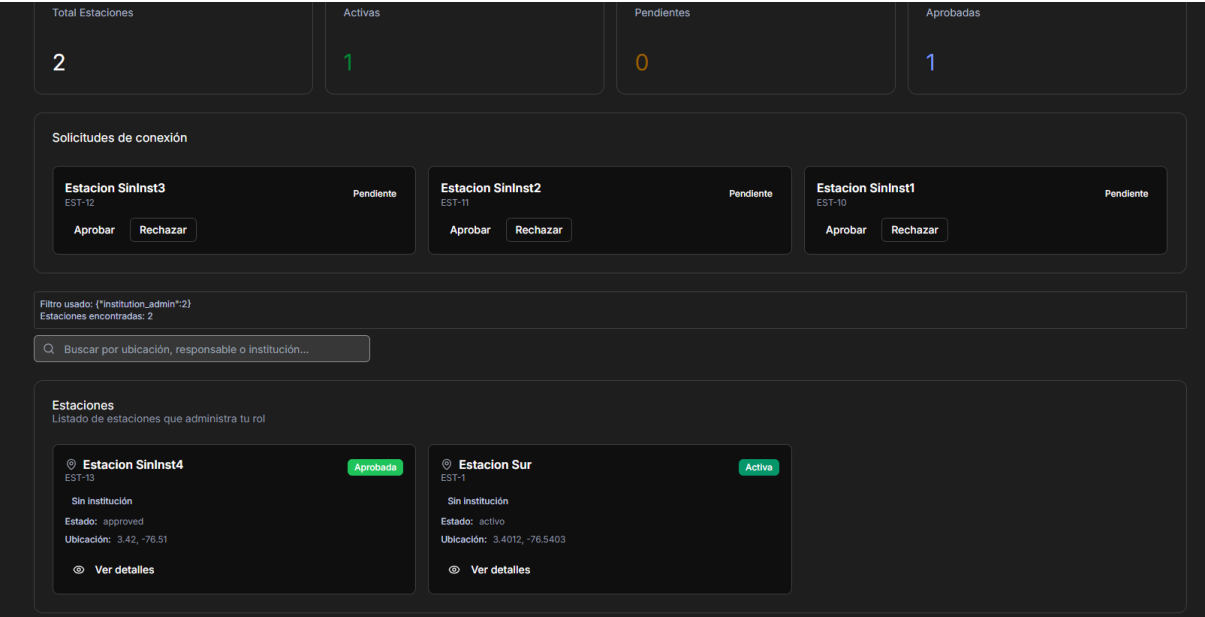 Total Estaciones
Activas
Pendientes
Aprobadas
2
1
0
1
Solicitudes de conexión
Estacion SinInst3
EST-12
Pendiente
Aprobar
Rechazar
Estacion SinInst2
EST-11
Pendiente
Aprobar
Rechazar
Estacion SinInst1
EST-10
Pendiente
Aprobar
Rechazar
Filtro usado: {"institution_admin":2}
Estaciones encontradas: 2
Buscar por ubicación, responsable o institución...
Estaciones
Listado de estaciones que administra tu rol
Estacion SinInst4
EST-13
Aprobada
Sin institución
Estado: approved
Ubicación: 3.42, -76.51
Ver detalles
Estacion Sur
EST-1
Activa
Sin institución
Estado: activo
Ubicación: 3.4012, -76.5403
Ver detalles